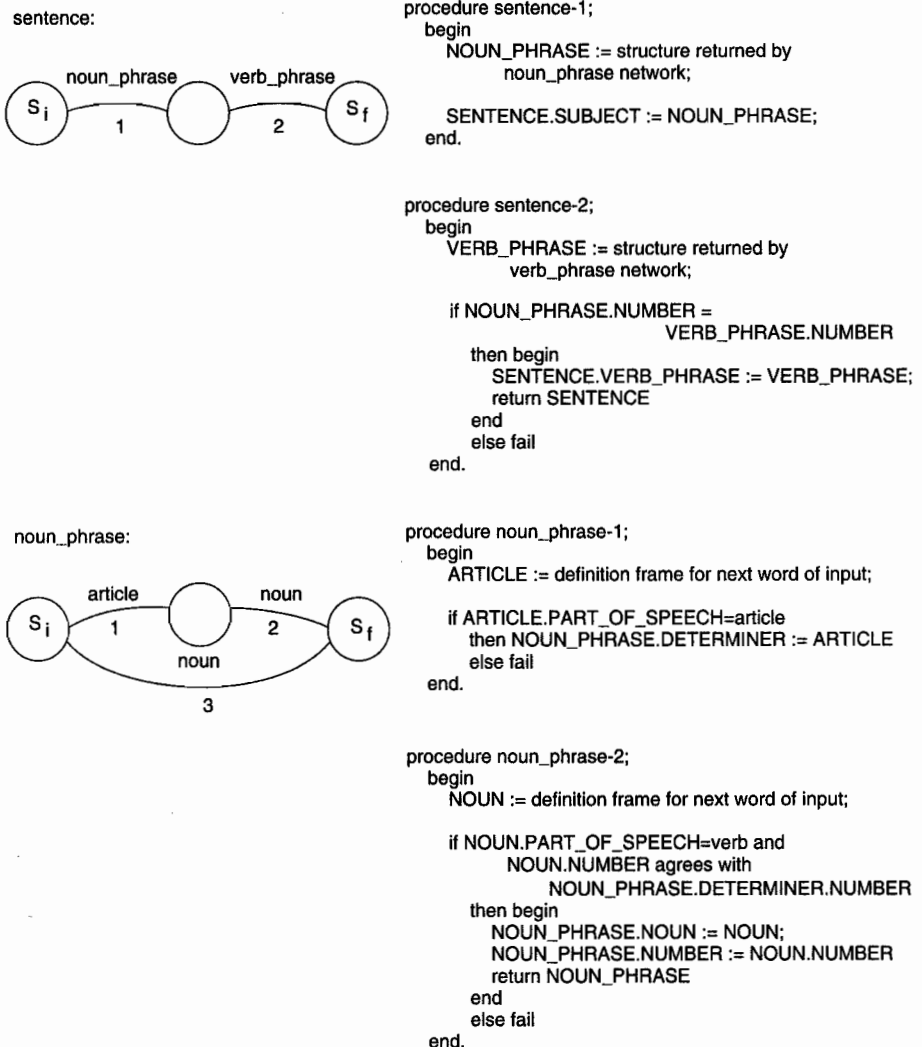 sentence:
noun_phrase
verb_phrase
S i
S f
1
2
procedure sentence-1;
begin
NOUN_PHRASE := structure returned by
noun_phrase network;
SENTENCE.SUBJECT := NOUN_PHRASE;
end.
procedure sentence-2;
begin
VERB_PHRASE := structure returned by
verb_phrase network;
if NOUN_PHRASE.NUMBER =
VERB_PHRASE.NUMBER
then begin
SENTENCE.VERB_PHRASE := VERB_PHRASE;
return SENTENCE
end
else fail
end.
noun_phrase:
article
noun
S i
S f
1
2
noun
3
procedure noun_phrase-1;
begin
ARTICLE := definition frame for next word of input;
if ARTICLE.PART_OF_SPEECH=article
then NOUN_PHRASE.DETERMINER := ARTICLE
else fail
end.
procedure noun_phrase-2;
begin
NOUN := definition frame for next word of input;
if NOUN.PART_OF_SPEECH=verb and
NOUN.NUMBER agrees with
NOUN_PHRASE.DETERMINER.NUMBER
then begin
NOUN_PHRASE.NOUN := NOUN;
NOUN_PHRASE.NUMBER := NOUN.NUMBER
return NOUN_PHRASE
end
else fail
end.